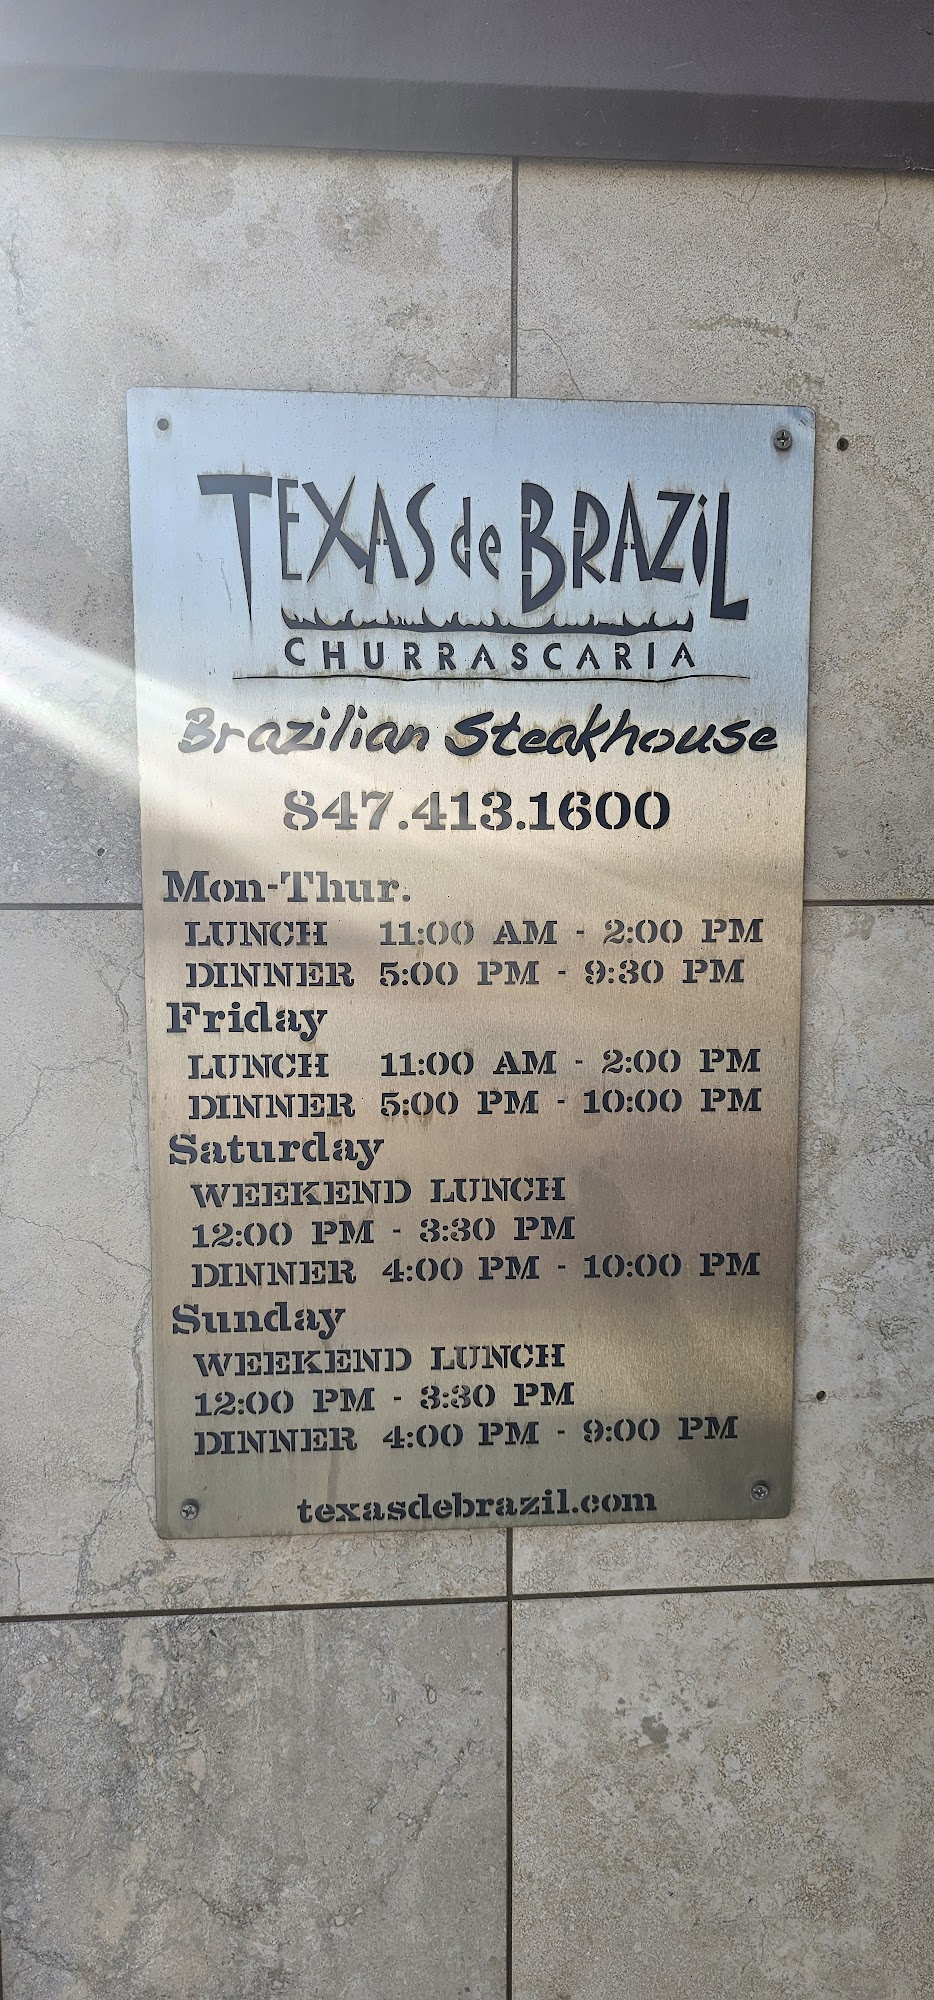 TEXAS de BRAZiL
CHURRASCARIA
Brazilian Steakhouse
847.413.1600
Mon-Thur.
LUNCH 11:00 AM - 2:00 PM
DINNER 5:00 PM - 9:30 PM
Friday
LUNCH 11:00 AM - 2:00 PM
DINNER 5:00 PM - 10:00 PM
Saturday
WEEKEND LUNCH
12:00 PM - 3:30 PM
DINNER 4:00 PM - 10:00 PM
Sunday
WEEKEND LUNCH
12:00 PM - 3:30 PM
DINNER 4:00 PM - 9:00 PM
texasdebrazil.com